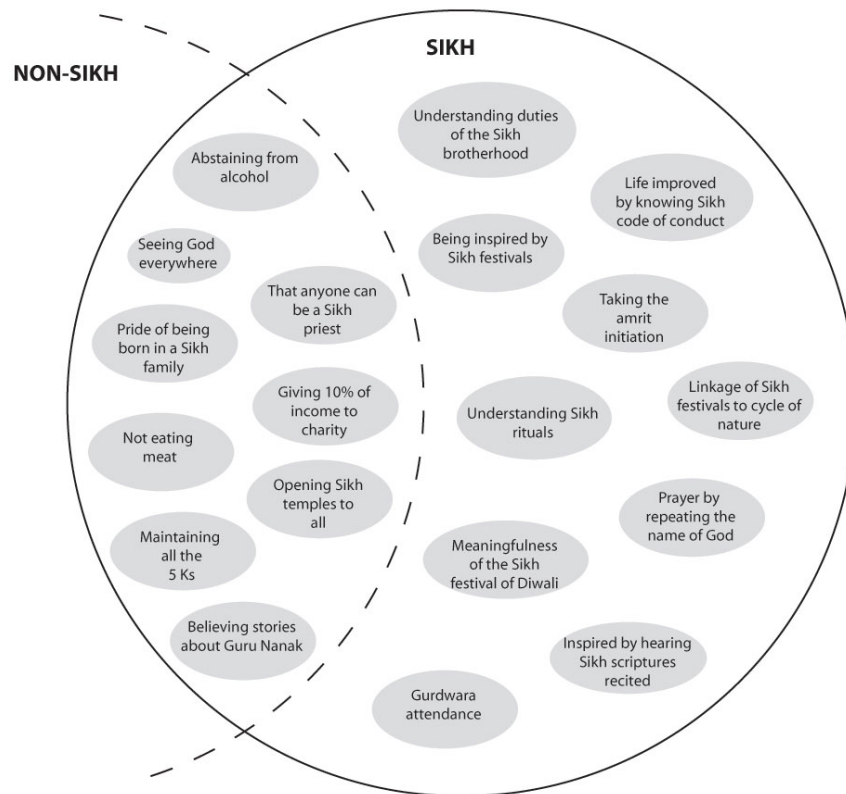 SIKH
NON-SIKH
Understanding duties
of the Sikh
brotherhood
Abstaining from
alcohol
Life improved
by knowing Sikh
code of conduct
Seeing God
everywhere
Being inspired by
Sikh festivals
That anyone can
be a Sikh
priest
Taking the
amrit
initiation
Pride of being
born in a Sikh
family
Giving 10% of
income to
charity
Understanding Sikh
rituals
Linkage of Sikh
festivals to cycle of
nature
Not eating
meat
Opening Sikh
temples to
all
Prayer by
repeating the
name of God
Maintaining
all the
5 Ks
Meaningfulness
of the Sikh
festival of Diwali
Believing stories
about Guru Nanak
Inspired by hearing
Sikh scriptures
recited
Gurdwara
attendance